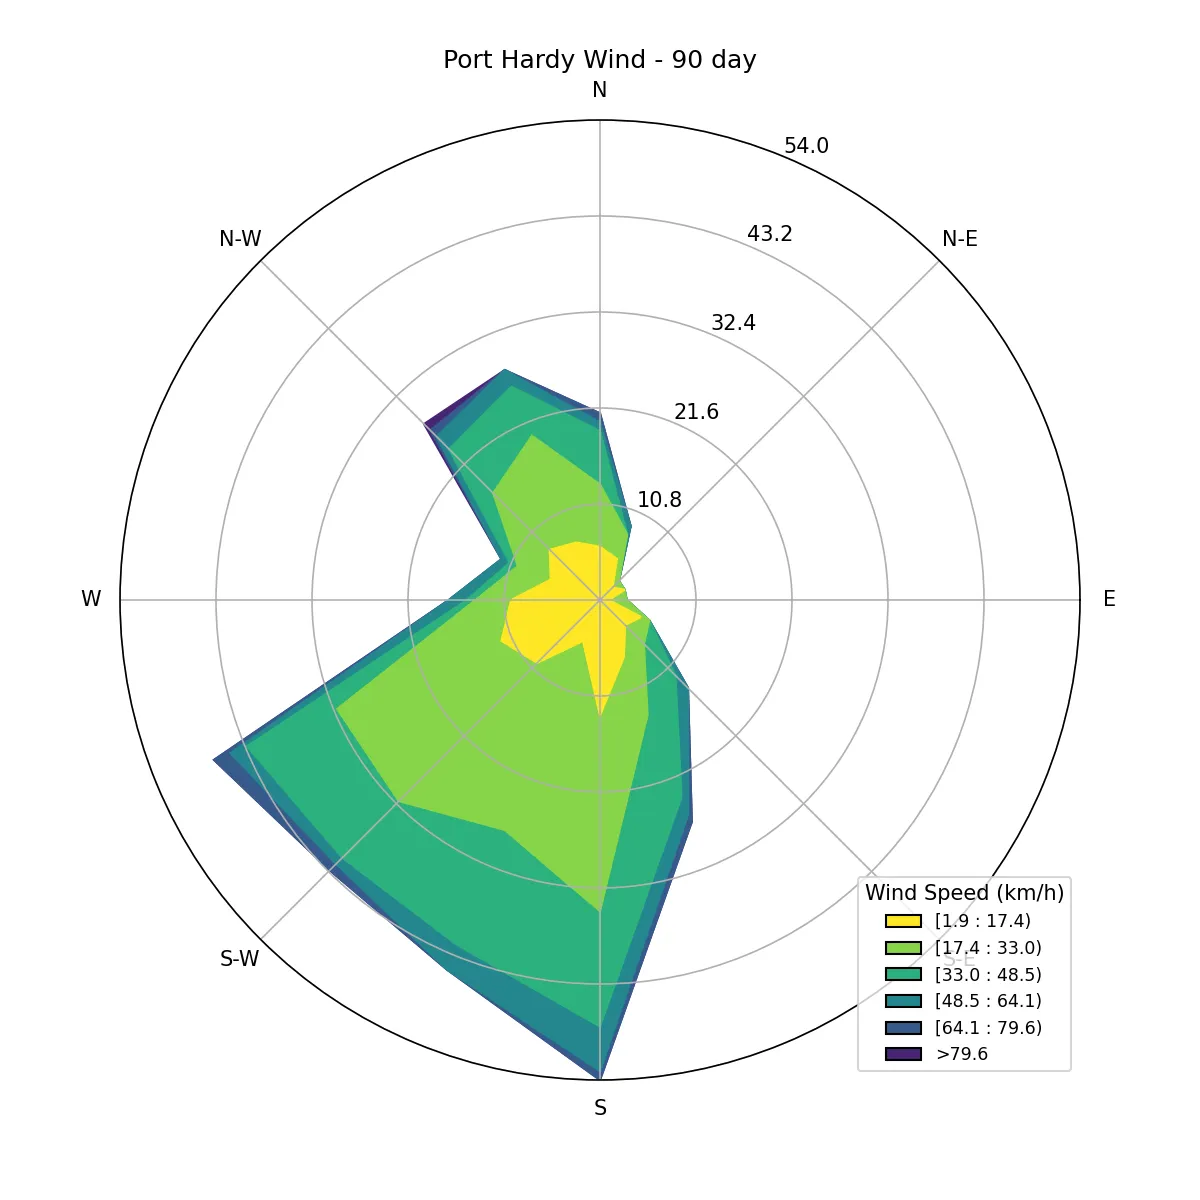 Port Hardy Wind - 90 day
N
54.0
43.2
N-W
N-E
32.4
21.6
10.8
W
E
Wind Speed (km/h)
[1.9 : 17.4)
[17.4 : 33.0)
S-W
S-E
[33.0 : 48.5)
[48.5 : 64.1)
[64.1 : 79.6)
>79.6
S